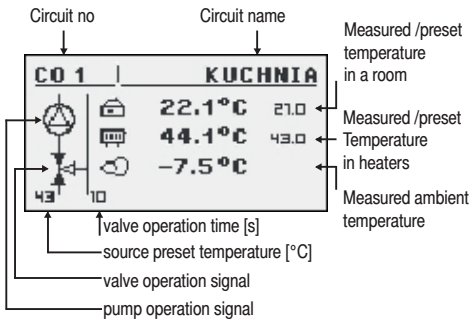 Circuit no
Circuit name
CO 1
KUCHNIA
22.1°C 21.0
44.1°C 43.0
-7.5°C
43
10
Measured /preset
temperature
in a room
Measured /preset
Temperature
in heaters
Measured ambient
temperature
valve operation time [s]
source preset temperature [°C]
valve operation signal
pump operation signal